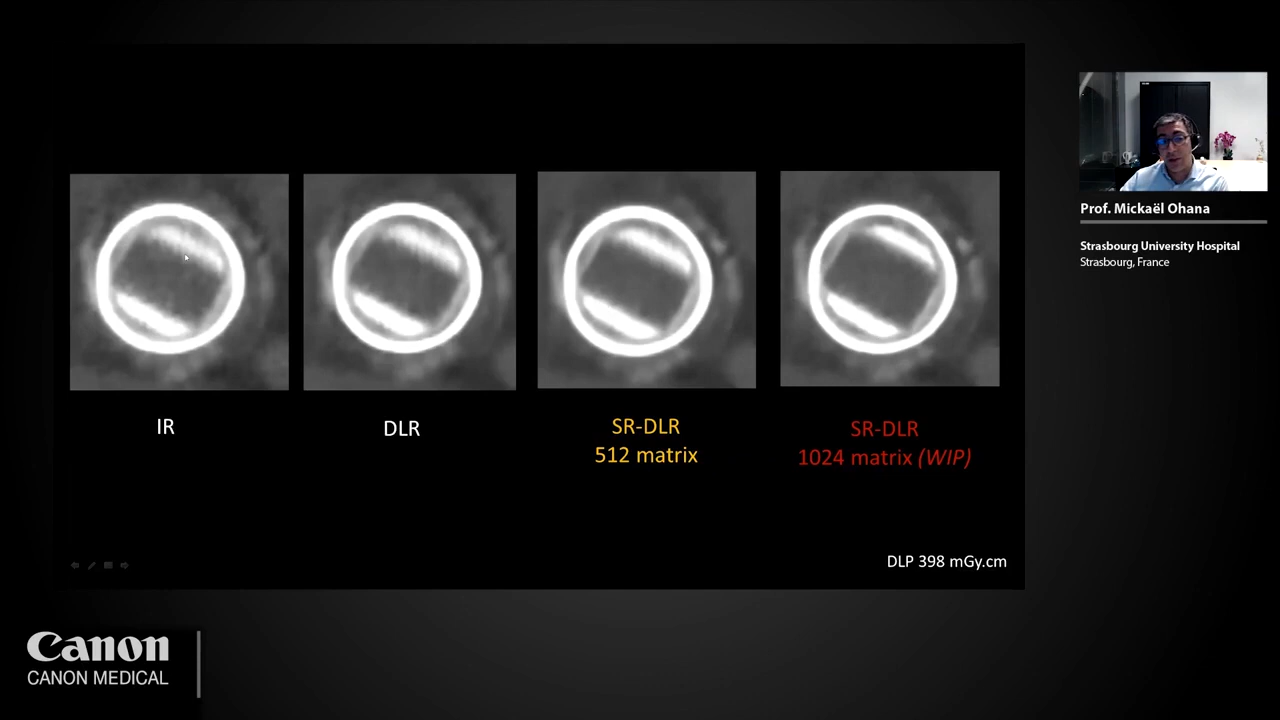 IR
DLR
SR-DLR
512 matrix
SR-DLR
1024 matrix (WIP)
DLP 398 mGy.cm
Prof. Mickaël Ohana
Strasbourg University Hospital
Strasbourg, France
Canon
CANON MEDICAL